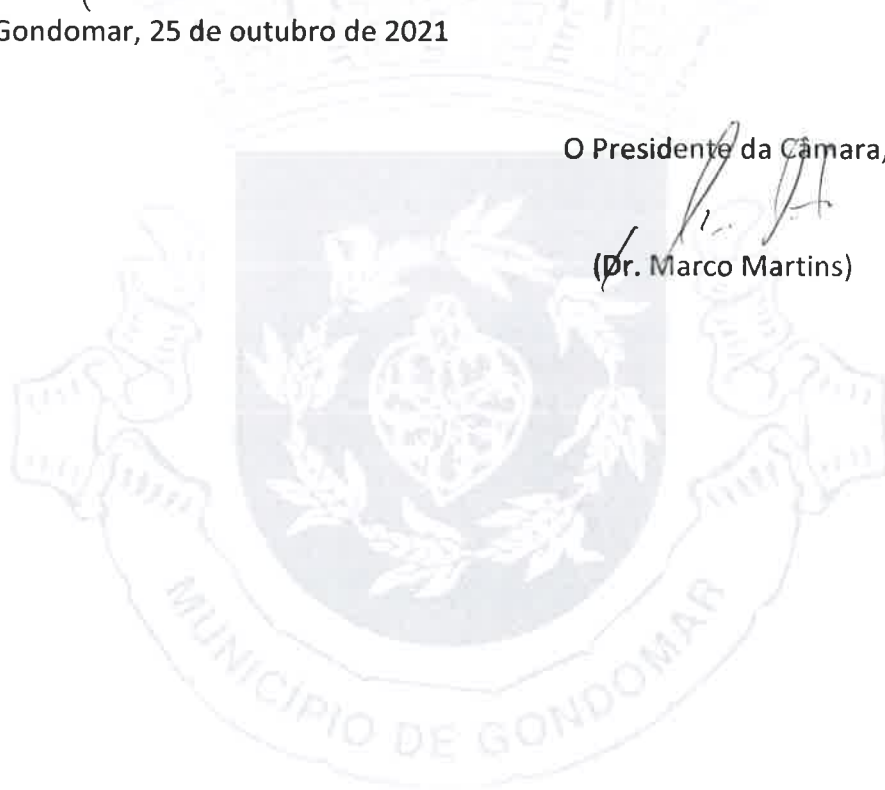 Gondomar, 25 de outubro de 2021
O Presidente da Câmara,
(Dr. Marco Martins)
MUNICÍPIO DE GONDOMAR